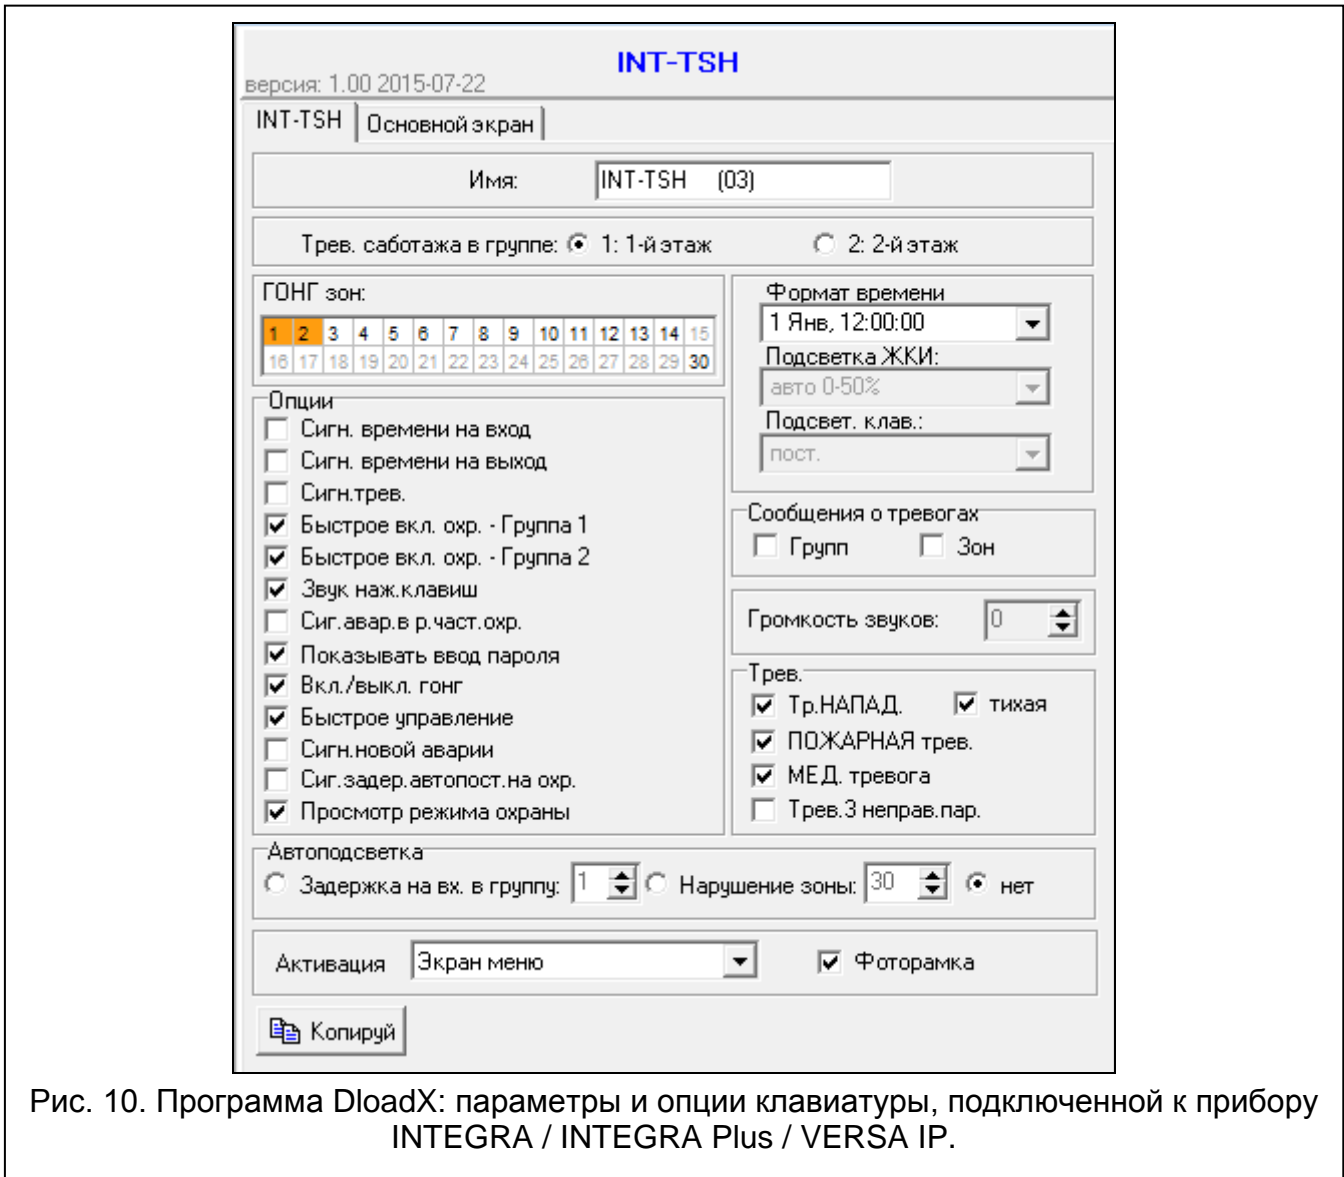 INT-TSH
версия: 1.00 2015-07-22
INT-TSH Основной экран
Имя: INT-TSH (03)
Трев. саботажа в группе: 1: 1-й этаж 2: 2-й этаж
ГОНГ зон:
1 2 3 4 5 6 7 8 9 10 11 12 13 14 15
16 17 18 19 20 21 22 23 24 25 26 27 28 29 30
Формат времени
1 Янв, 12:00:00
Подсветка ЖКИ:
авто 0-50%
Подсвет. клав.:
пост.
Опции
Сигн. времени на вход
Сигн. времени на выход
Сигн.трев.
Быстрое вкл. охр. - Группа 1
Быстрое вкл. охр. - Группа 2
Звук наж.клавиш
Сиг.авар.в р.част.охр.
Показывать ввод пароля
Вкл./выкл. гонг
Быстрое управление
Сигн.новой аварии
Сиг.задер.автопост.на охр.
Просмотр режима охраны
Сообщения о тревогах
Групп Зон
Громкость звуков: 0
Трев.
Тр.НАПАД. тихая
ПОЖАРНАЯ трев.
МЕД. тревога
Трев.3 неправ.пар.
Автоподсветка
Задержка на вх. в группу: 1 Нарушение зоны: 30 нет
Активация Экран меню Фоторамка
Копируй
Рис. 10. Программа DloadX: параметры и опции клавиатуры, подключенной к прибору
INTEGRA / INTEGRA Plus / VERSA IP.